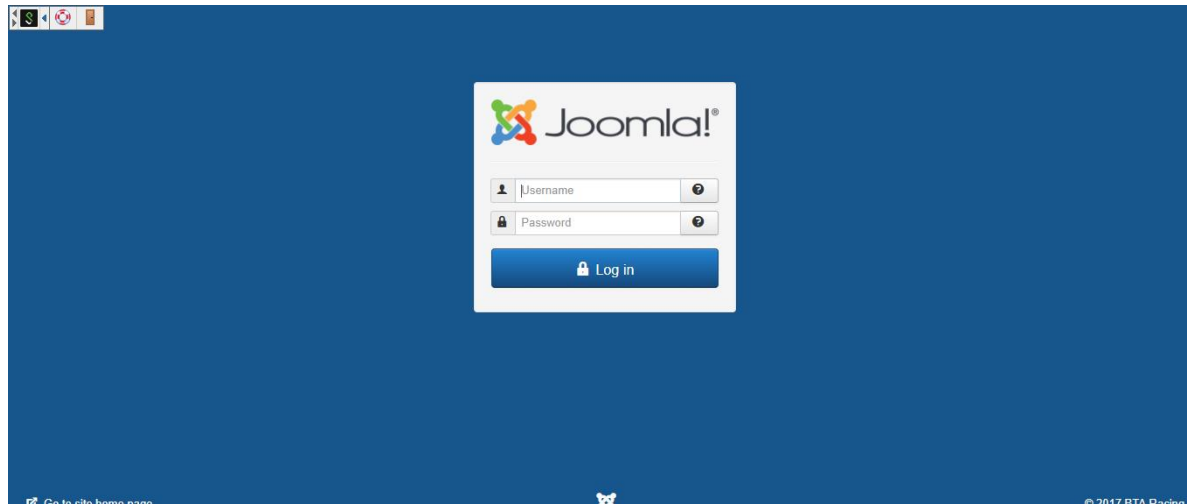 Joomla!®
Username
Password
Log in
Go to site home page
© 2017 BTA Racing